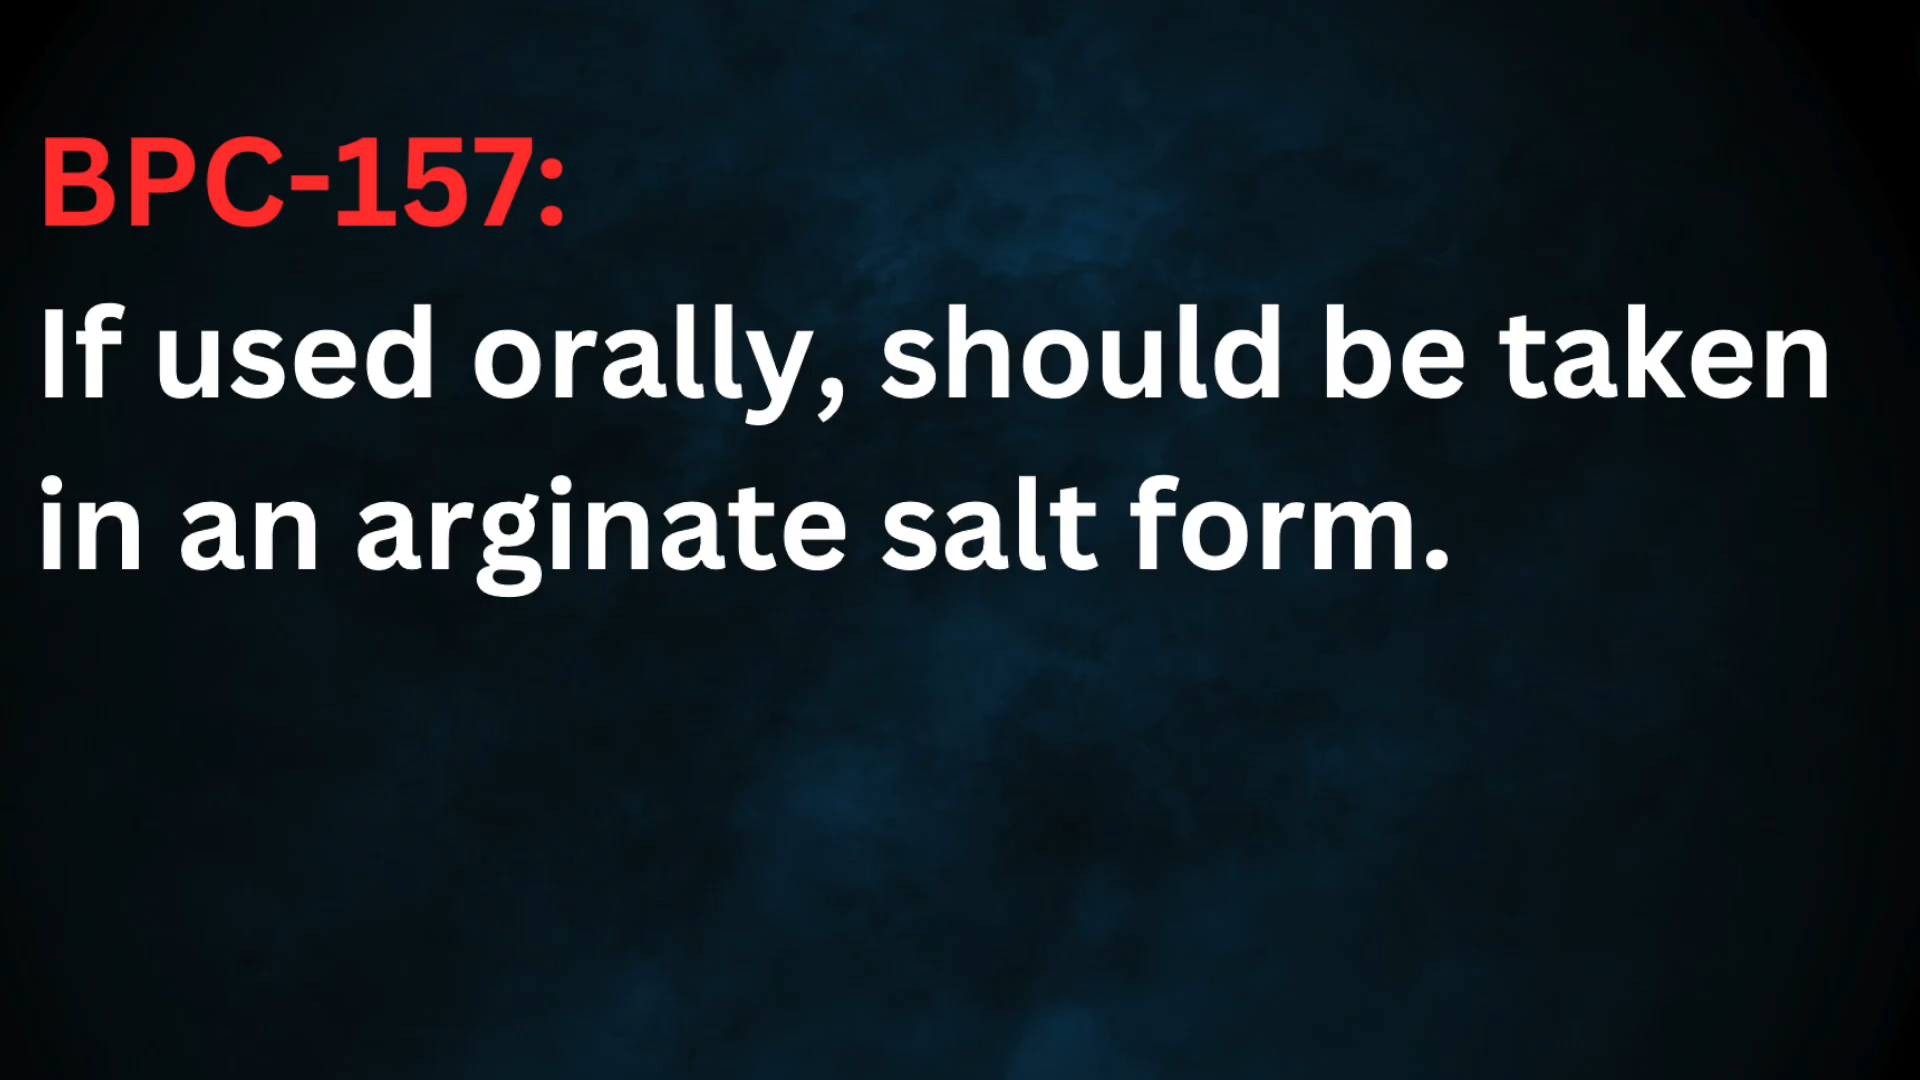 BPC-157:
If used orally, should be taken
in an arginate salt form.